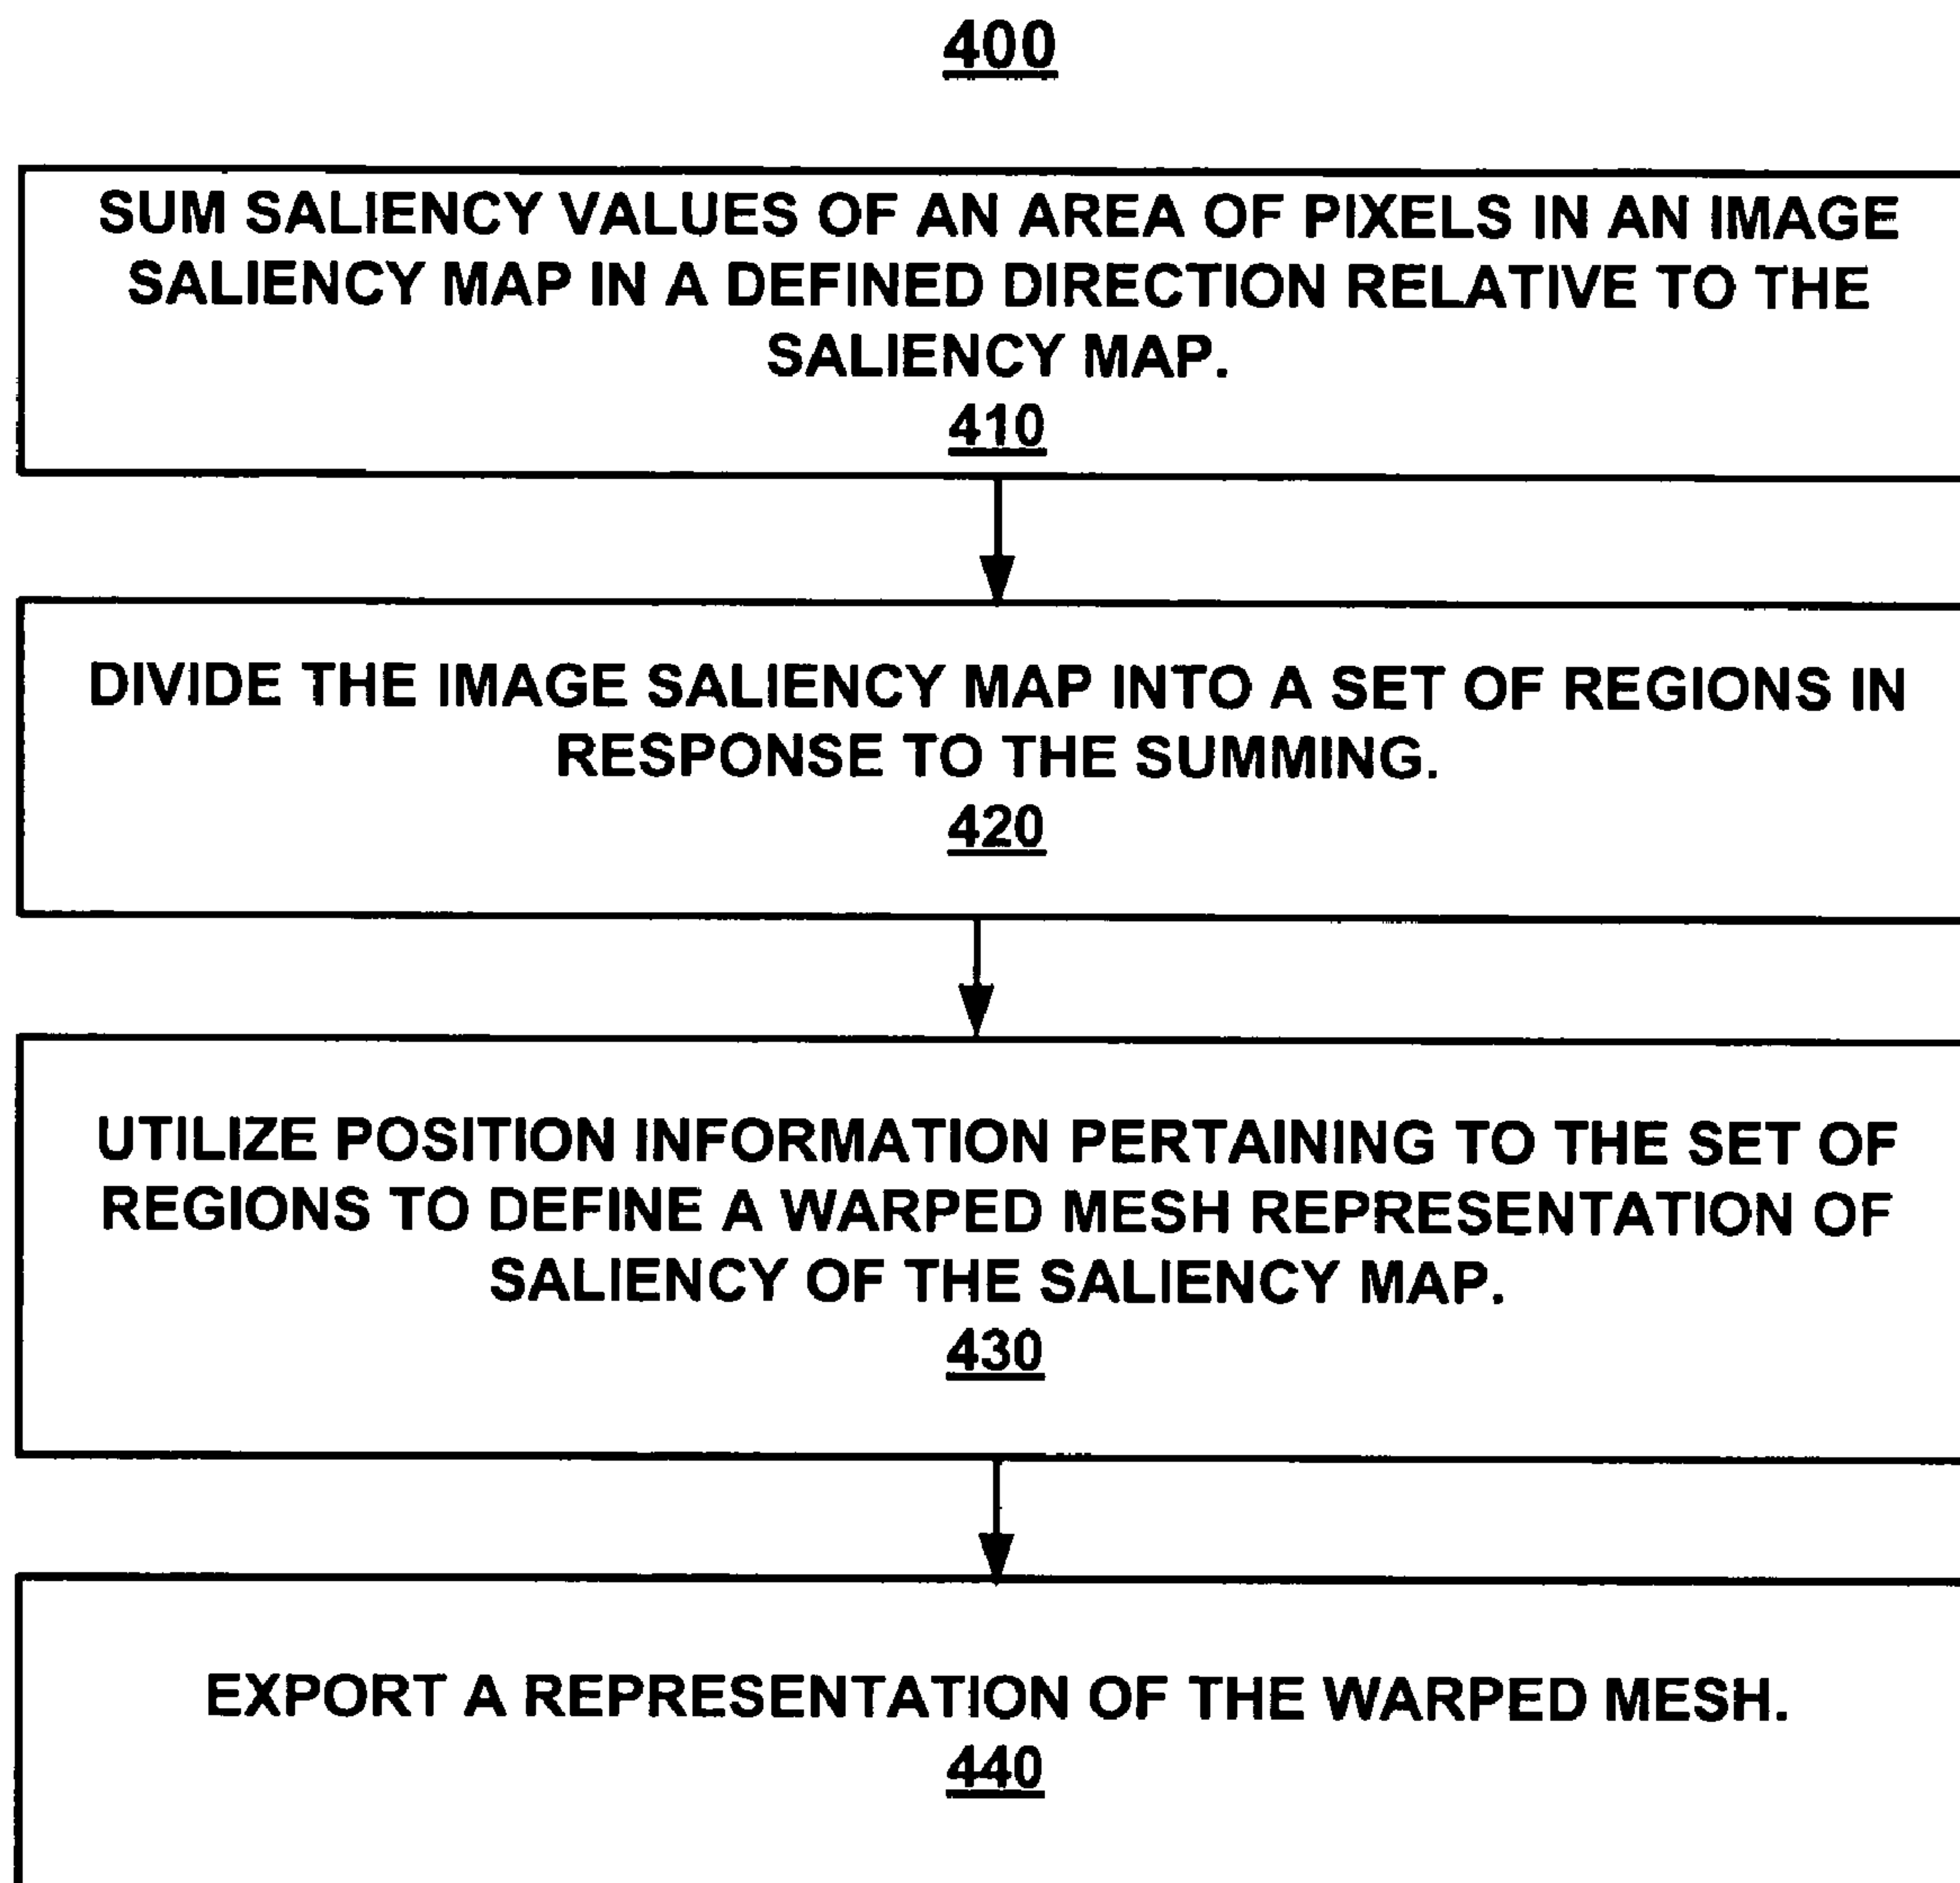 400
SUM SALIENCY VALUES OF AN AREA OF PIXELS IN AN IMAGE
SALIENCY MAP IN A DEFINED DIRECTION RELATIVE TO THE
SALIENCY MAP.
410
DIVIDE THE IMAGE SALIENCY MAP INTO A SET OF REGIONS IN
RESPONSE TO THE SUMMING.
420
UTILIZE POSITION INFORMATION PERTAINING TO THE SET OF
REGIONS TO DEFINE A WARPED MESH REPRESENTATION OF
SALIENCY OF THE SALIENCY MAP.
430
EXPORT A REPRESENTATION OF THE WARPED MESH.
440